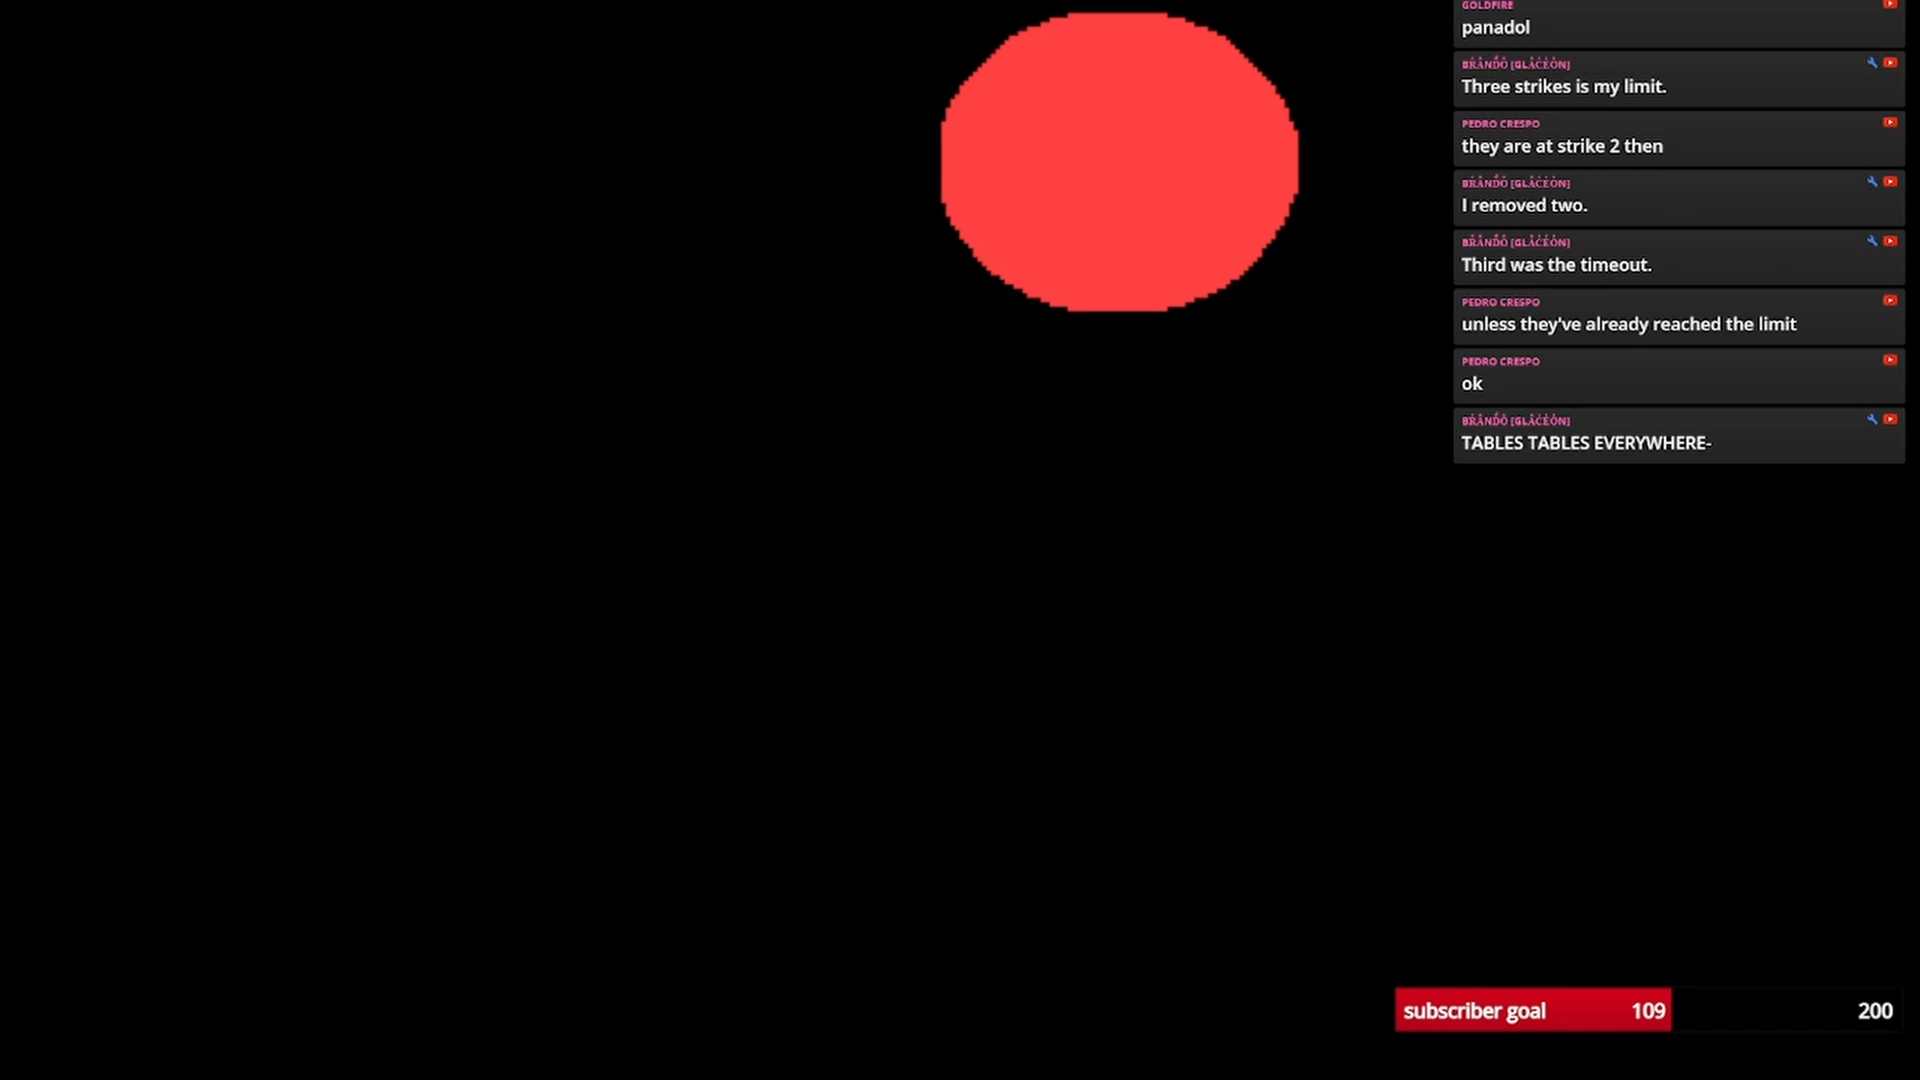 GOLDFIRE
panadol
BRANDO [GLACEON]
Three strikes is my limit.
PEDRO CRESPO
they are at strike 2 then
BRANDO [GLACEON]
I removed two.
BRANDO [GLACEON]
Third was the timeout.
PEDRO CRESPO
unless they've already reached the limit
PEDRO CRESPO
ok
BRANDO [GLACEON]
TABLES TABLES EVERYWHERE-
subscriber goal 109 200